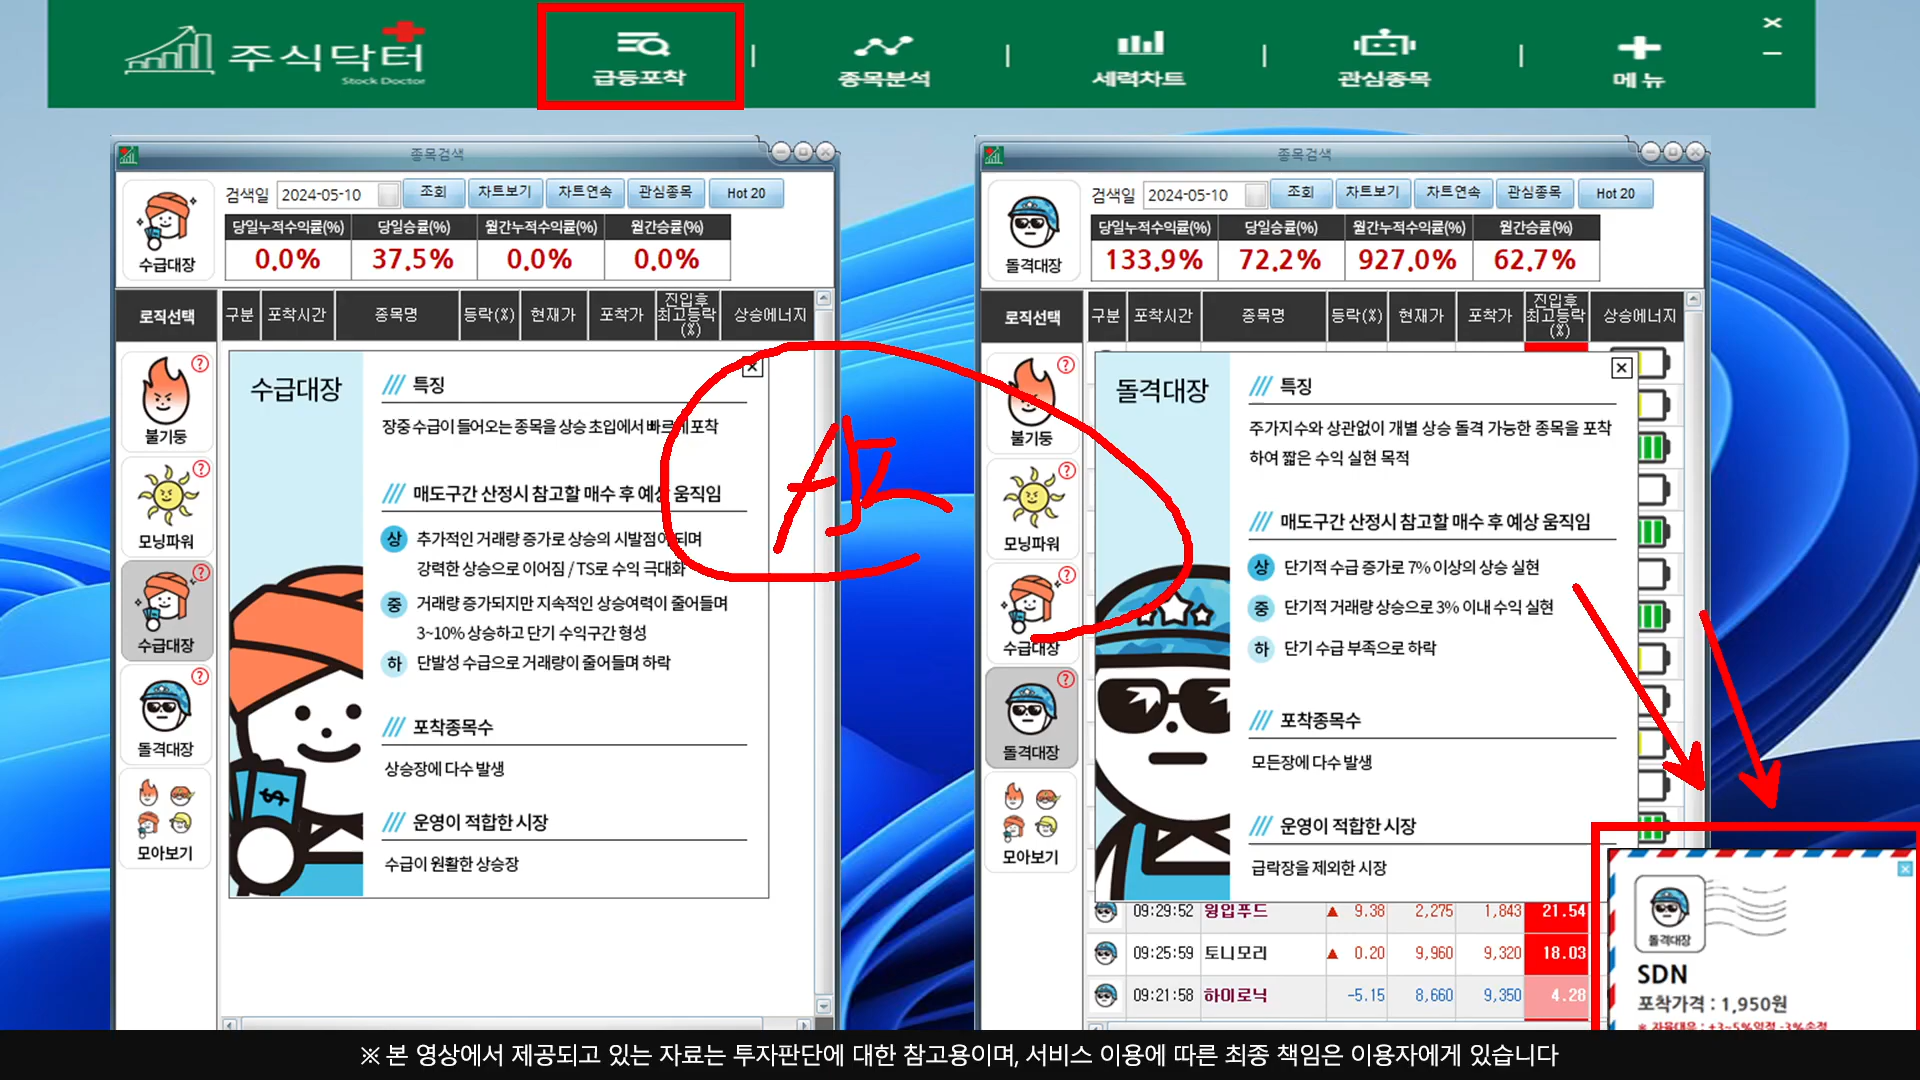 주식닥터
Stock Doctor
급등포착
종목분석
세력차트
관심종목
메뉴
종목검색
수급대장
검색일 2024-05-10 조회 차트보기 차트연속 관심종목 Hot 20
당일누적수익률(%) 당일승률(%) 월간누적수익률(%) 월간승률(%)
0.0% 37.5% 0.0% 0.0%
로직선택 구분 포착시간 종목명 등락(%) 현재가 포착가 진입후 최고등락 (%) 상승에너지
불기둥
모닝파워
수급대장
돌격대장
모아보기
수급대장
특징
장중 수급이 들어오는 종목을 상승 초입에서 빠르게 포착
매도구간 산정시 참고할 매수 후 예상 움직임
상 추가적인 거래량 증가로 상승의 시발점이 되며
강력한 상승으로 이어짐 / TS로 수익 극대화
중 거래량 증가되지만 지속적인 상승여력이 줄어들며
3~10% 상승하고 단기 수익구간 형성
하 단발성 수급으로 거래량이 줄어들며 하락
포착종목수
상승장에 다수 발생
운영이 적합한 시장
수급이 원활한 상승장
종목검색
돌격대장
검색일 2024-05-10 조회 차트보기 차트연속 관심종목 Hot 20
당일누적수익률(%) 당일승률(%) 월간누적수익률(%) 월간승률(%)
133.9% 72.2% 927.0% 62.7%
로직선택 구분 포착시간 종목명 등락(%) 현재가 포착가 진입후 최고등락 (%) 상승에너지
불기둥
모닝파워
수급대장
돌격대장
모아보기
돌격대장
특징
주가지수와 상관없이 개별 상승 돌격 가능한 종목을 포착
하여 짧은 수익 실현 목적
매도구간 산정시 참고할 매수 후 예상 움직임
상 단기적 수급 증가로 7% 이상의 상승 실현
중 단기적 거래량 상승으로 3% 이내 수익 실현
하 단기 수급 부족으로 하락
포착종목수
모든장에 다수 발생
운영이 적합한 시장
급락장을 제외한 시장
09:29:52 윙입푸드 ▲ 9.38 2,275 1,843 21.54
09:25:59 토니모리 ▲ 0.20 9,960 9,320 18.03
09:21:58 하이로닉 -5.15 8,660 9,350 4.28
돌격대장
SDN
포착가격 : 1,950원
※ 본 영상에서 제공되고 있는 자료는 투자판단에 대한 참고용이며, 서비스 이용에 따른 최종 책임은 이용자에게 있습니다